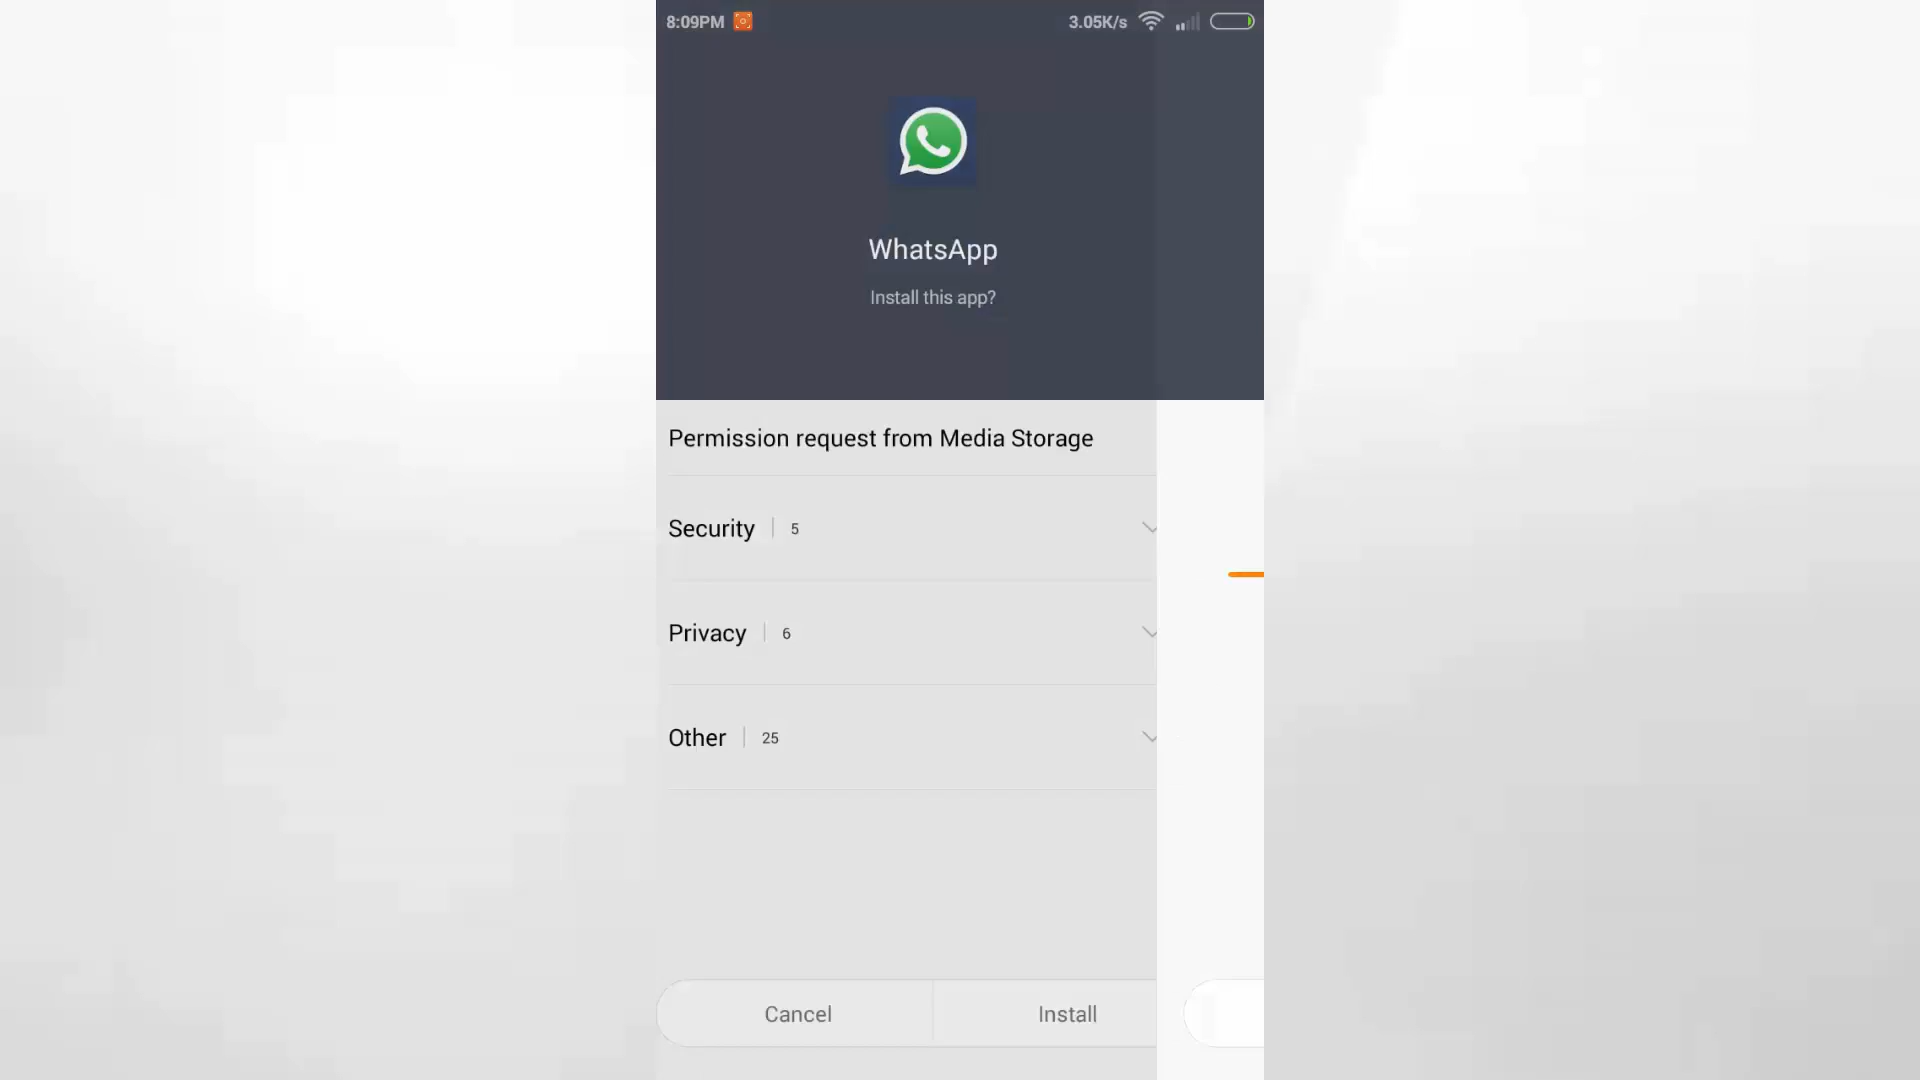 8:09PM 3.05K/s
WhatsApp
Install this app?
Permission request from Media Storage
Security 5
Privacy 6
Other 25
Cancel Install